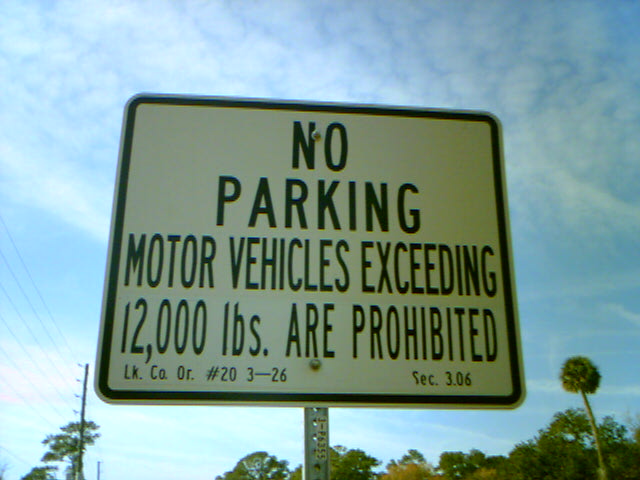 NO
PARKING
MOTOR VEHICLES EXCEEDING
12,000 lbs. ARE PROHIBITED
Lk. Co. Or. #20 3—26 Sec. 3.06